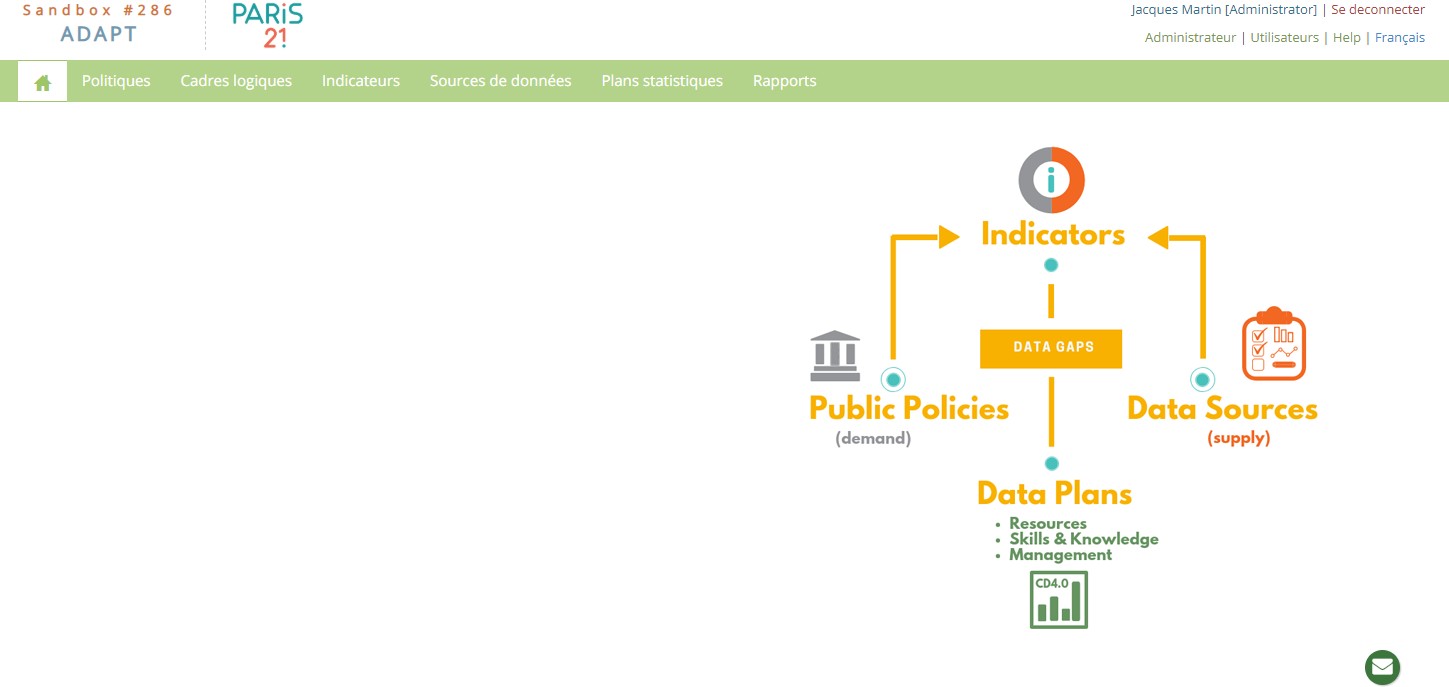 Sandbox #286
ADAPT
PARiS
21
Jacques Martin [Administrator] | Se deconnecter
Administrateur | Utilisateurs | Help | Français
Politiques Cadres logiques Indicateurs Sources de données Plans statistiques Rapports
i
Indicators
DATA GAPS
Public Policies
(demand)
Data Sources
(supply)
Data Plans
• Resources
• Skills & Knowledge
• Management
CD4.0